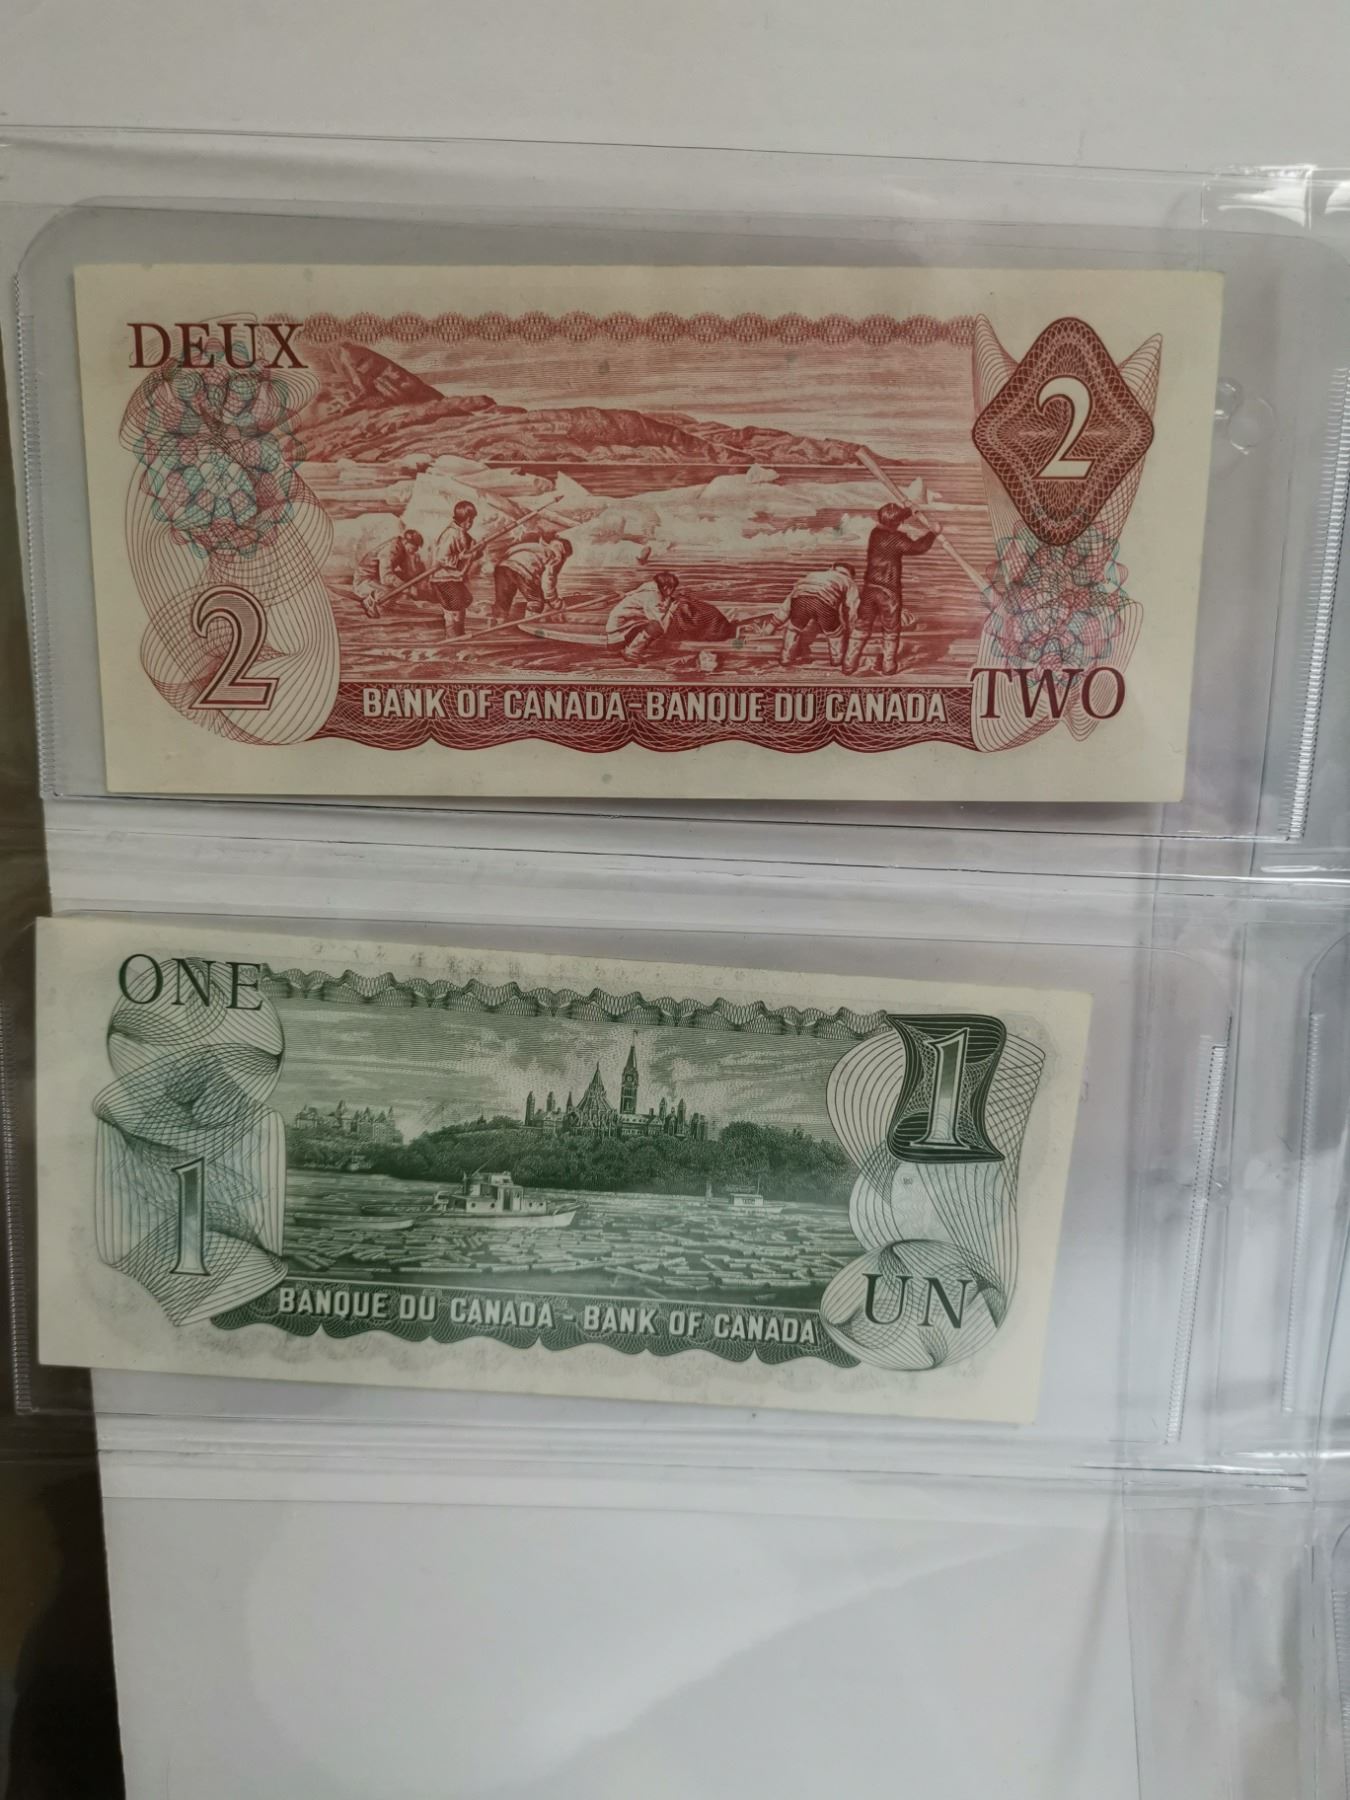 DEUX
2
2
BANK OF CANADA-BANQUE DU CANADA
TWO
ONE
1
1
BANQUE DU CANADA - BANK OF CANADA
UN